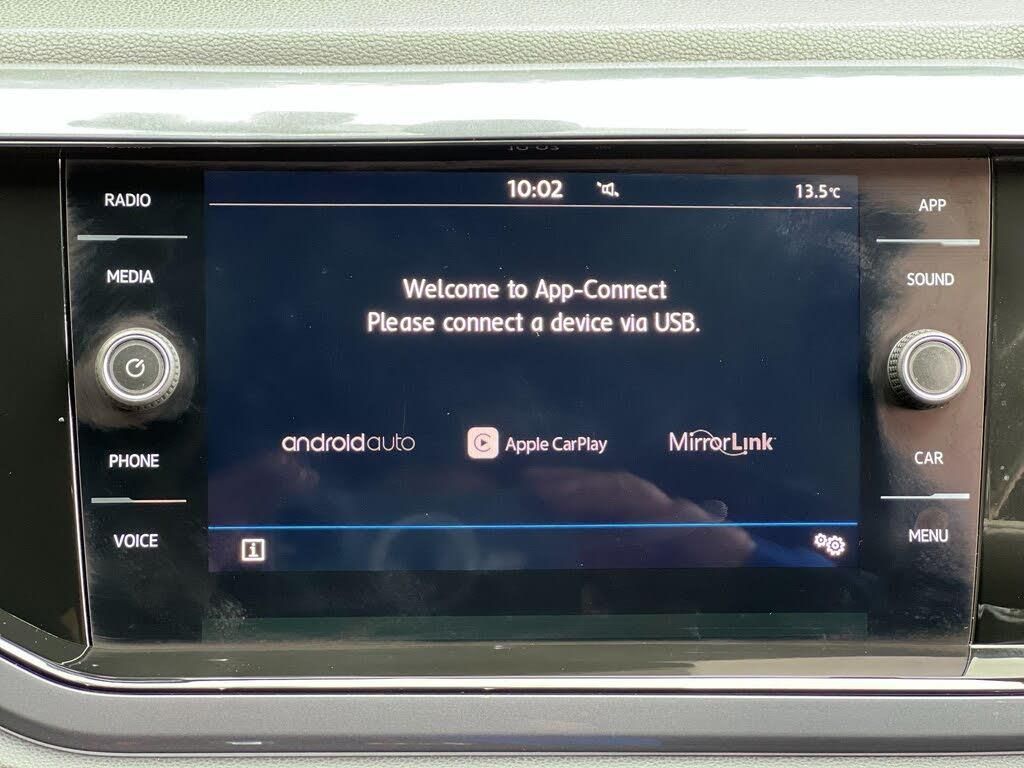 10:02
13.5°C
RADIO
MEDIA
PHONE
VOICE
Welcome to App-Connect
Please connect a device via USB.
androidauto
Apple CarPlay
MirrorLink
i
APP
SOUND
CAR
MENU